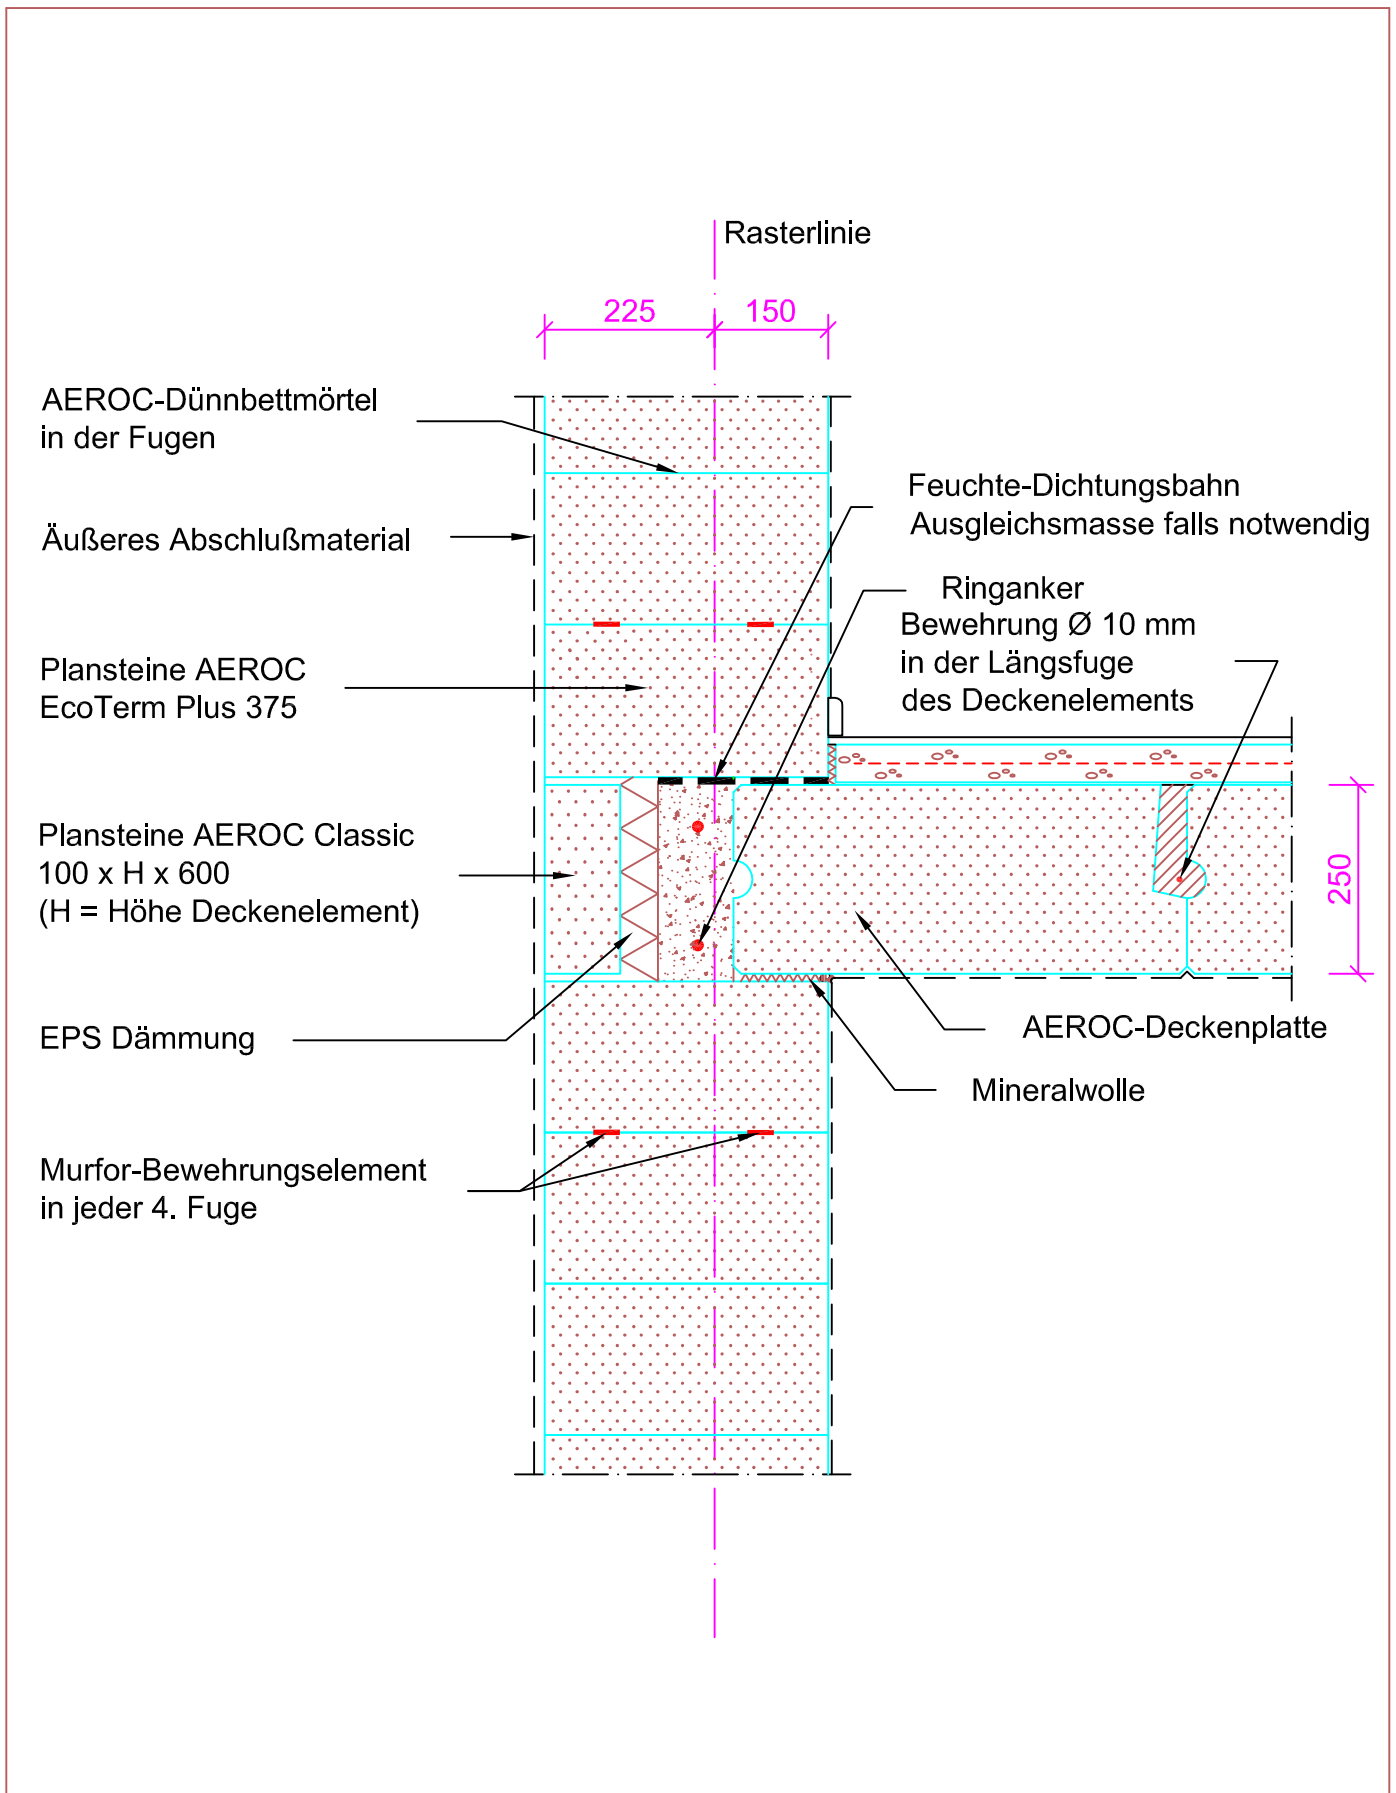 Rasterlinie
225
150
AEROC-Dünnbettmörtel
in der Fugen
Äußeres Abschlußmaterial
Plansteine AEROC
EcoTerm Plus 375
Plansteine AEROC Classic
100 x H x 600
(H = Höhe Deckenelement)
EPS Dämmung
Murfor-Bewehrungselement
in jeder 4. Fuge
Feuchte-Dichtungsbahn
Ausgleichsmasse falls notwendig
Ringanker
Bewehrung Ø 10 mm
in der Längsfuge
des Deckenelements
250
AEROC-Deckenplatte
Mineralwolle